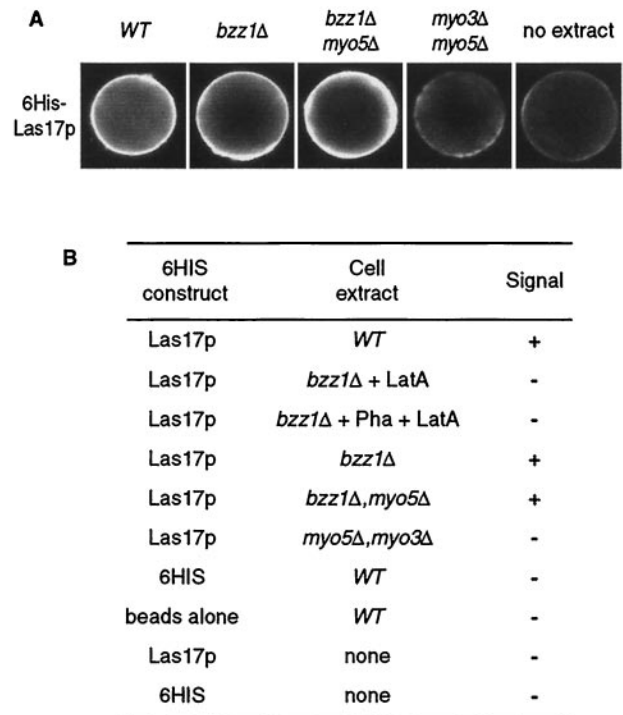 A
WT bzz1Δ bzz1Δ myo5Δ myo3Δ myo5Δ no extract
6His-
Las17p
B
6HIS construct Cell extract Signal
Las17p WT +
Las17p bzz1Δ + LatA -
Las17p bzz1Δ + Pha + LatA -
Las17p bzz1Δ +
Las17p bzz1Δ,myo5Δ +
Las17p myo5Δ,myo3Δ -
6HIS WT -
beads alone WT -
Las17p none -
6HIS none -